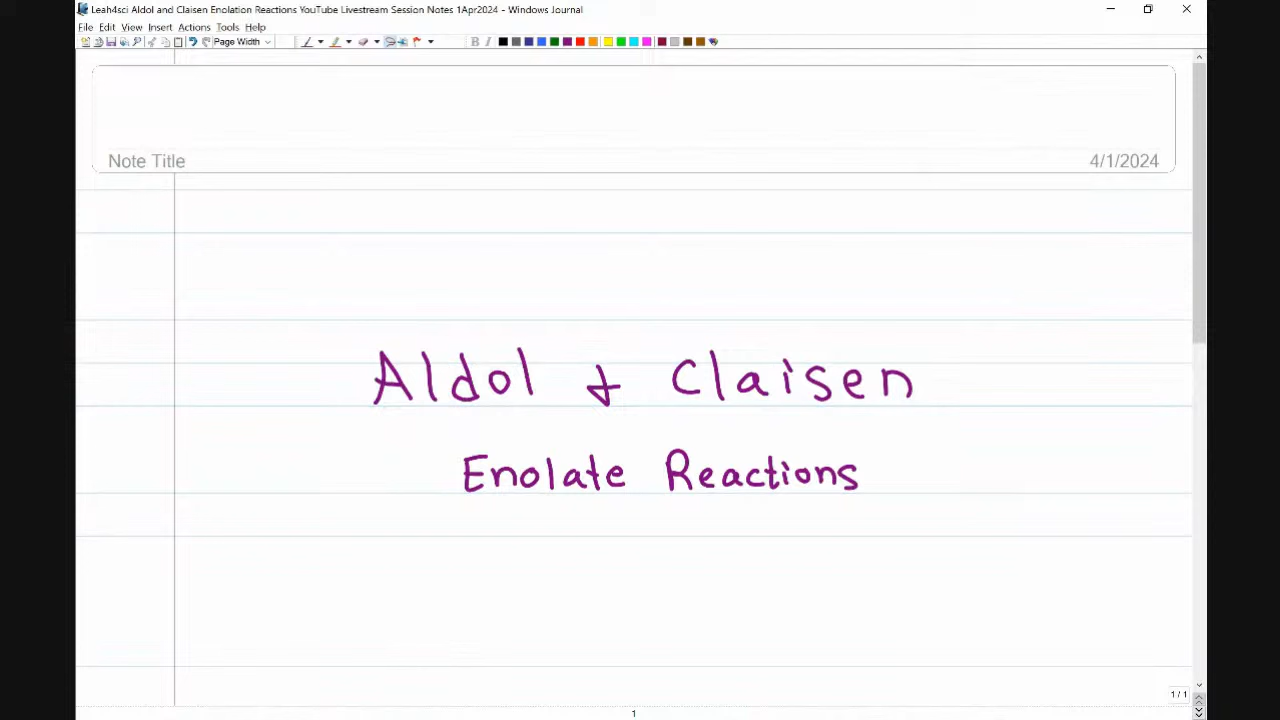 Leah4sci Aldol and Claisen Enolation Reactions YouTube Livestream Session Notes 1Apr2024 - Windows Journal
File Edit View Insert Actions Tools Help
Page Width
B I
Note Title
4/1/2024
Aldol + Claisen
Enolate Reactions
1 / 1
1